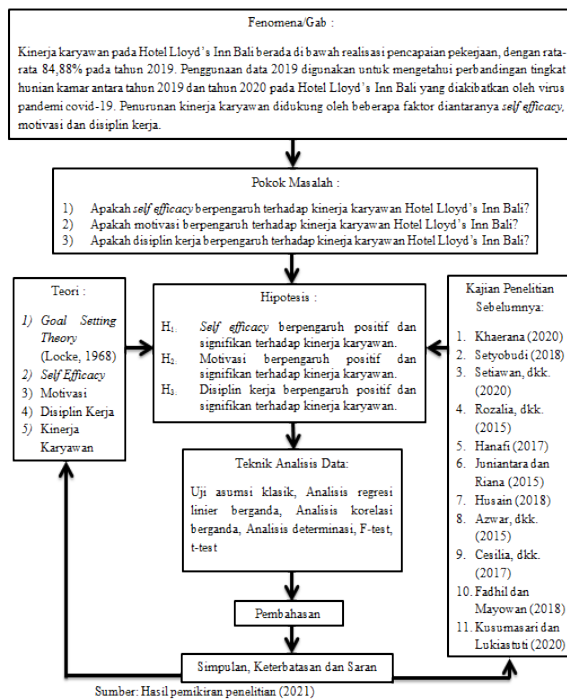 Fenomena/Gab :
Kinerja karyawan pada Hotel Lloyd's Inn Bali berada di bawah realisasi pencapaian pekerjaan, dengan rata-
rata 84,88% pada tahun 2019. Penggunaan data 2019 digunakan untuk mengetahui perbandingan tingkat
hunian kamar antara tahun 2019 dan tahun 2020 pada Hotel Lloyd's Inn Bali yang diakibatkan oleh virus
pandemi covid-19. Penurunan kinerja karyawan didukung oleh beberapa faktor diantaranya self efficacy,
motivasi dan disiplin kerja.
Pokok Masalah :
1) Apakah self efficacy berpengaruh terhadap kinerja karyawan Hotel Lloyd's Inn Bali?
2) Apakah motivasi berpengaruh terhadap kinerja karyawan Hotel Lloyd's Inn Bali?
3) Apakah disiplin kerja berpengaruh terhadap kinerja karyawan Hotel Lloyd's Inn Bali?
Teori :
1) Goal Setting
Theory
(Locke, 1968)
2) Self Efficacy
3) Motivasi
4) Disiplin Kerja
5) Kinerja
Karyawan
Hipotesis :
H1. Self efficacy berpengaruh positif dan
signifikan terhadap kinerja karyawan.
H2. Motivasi berpengaruh positif dan
signifikan terhadap kinerja karyawan.
H3. Disiplin kerja berpengaruh positif dan
signifikan terhadap kinerja karyawan.
Kajian Penelitian
Sebelumnya:
1. Khaerana (2020)
2. Setyobudi (2018)
3. Setiawan, dkk.
(2020)
4. Rozalia, dkk.
(2015)
5. Hanafi (2017)
6. Juniantara dan
Riana (2015)
7. Husain (2018)
8. Azwar, dkk.
(2015)
9. Cesilia, dkk.
(2017)
10. Fadhil dan
Mayowan (2018)
11. Kusumasari dan
Lukiastuti (2020)
Teknik Analisis Data:
Uji asumsi klasik, Analisis regresi
linier berganda, Analisis korelasi
berganda, Analisis determinasi, F-test,
t-test
Pembahasan
Simpulan, Keterbatasan dan Saran
Sumber: Hasil pemikiran penelitian (2021)